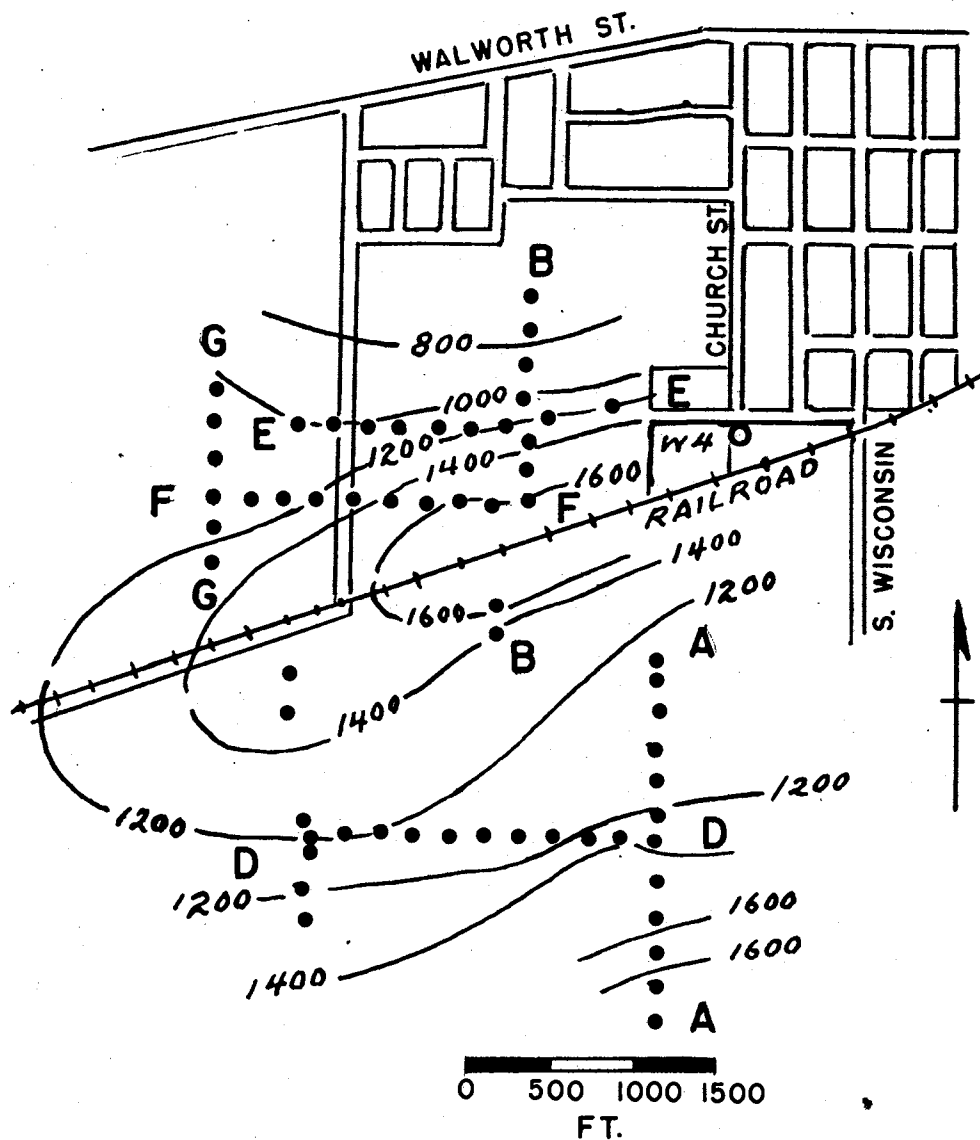 WALWORTH ST.
CHURCH ST.
B
800
G
1000
E
E
1200
1400
W4
F
1600
F
RAILROAD
S. WISCONSIN
1400
G
1200
1600
B
A
1400
1200
1200
D
D
1200
1600
1600
1400
A
0 500 1000 1500
FT.